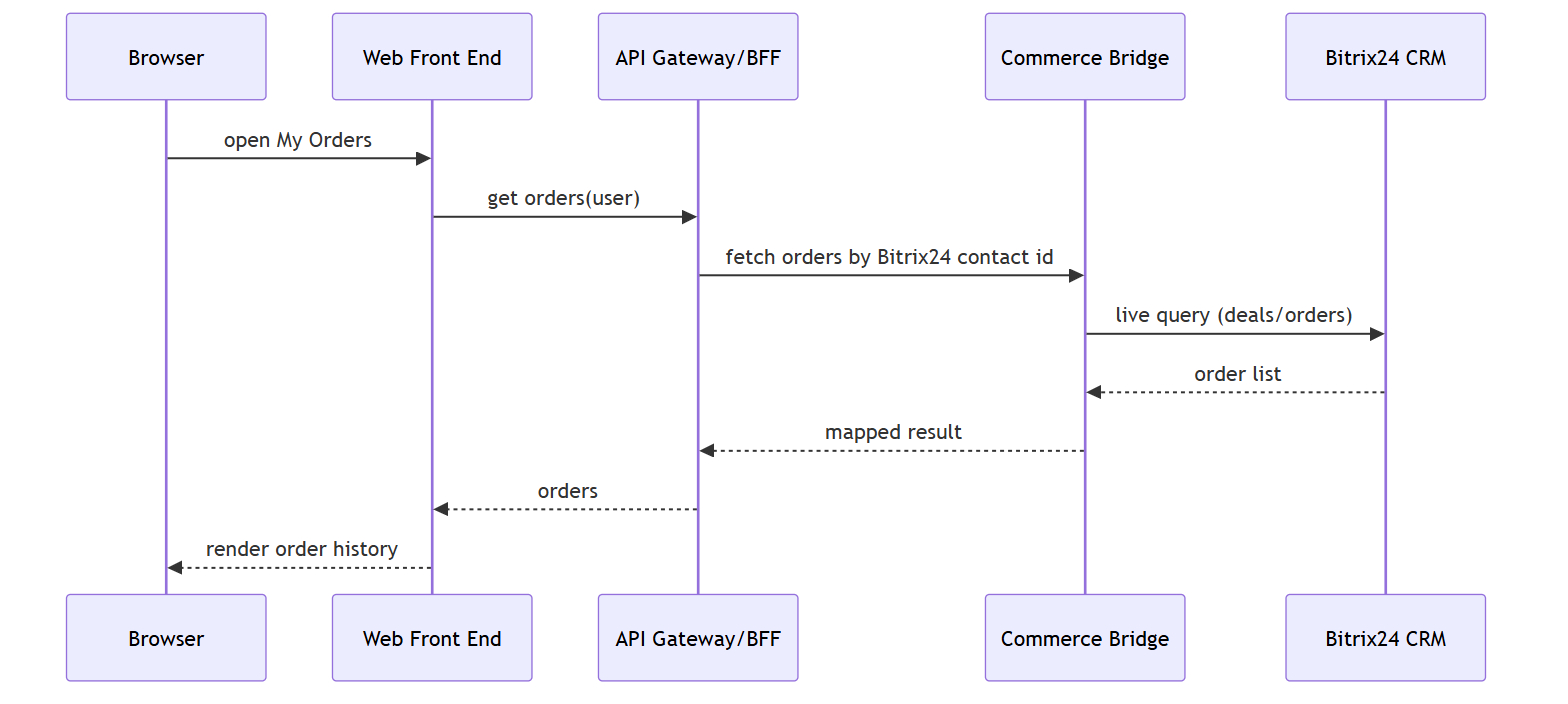 Browser
Web Front End
API Gateway/BFF
Commerce Bridge
Bitrix24 CRM
open My Orders
get orders(user)
fetch orders by Bitrix24 contact id
live query (deals/orders)
order list
mapped result
orders
render order history
Browser
Web Front End
API Gateway/BFF
Commerce Bridge
Bitrix24 CRM